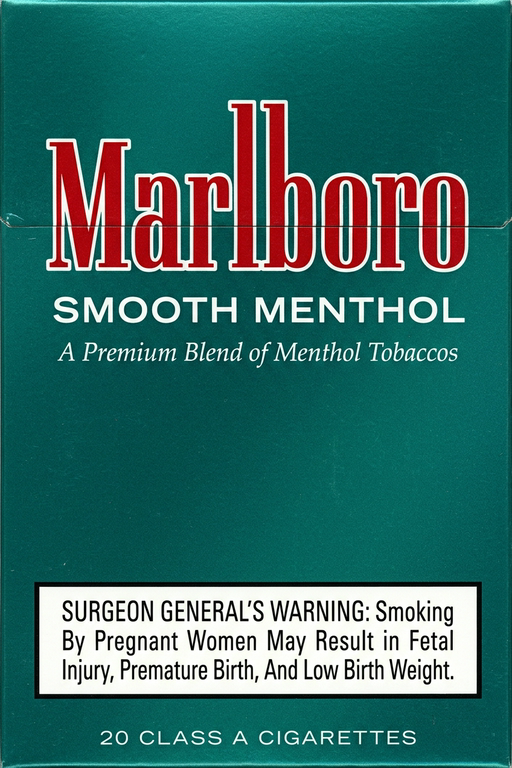 Marlboro
SMOOTH MENTHOL
A Premium Blend of Menthol Tobaccos
SURGEON GENERAL'S WARNING: Smoking
By Pregnant Women May Result in Fetal
Injury, Premature Birth, And Low Birth Weight.
20 CLASS A CIGARETTES